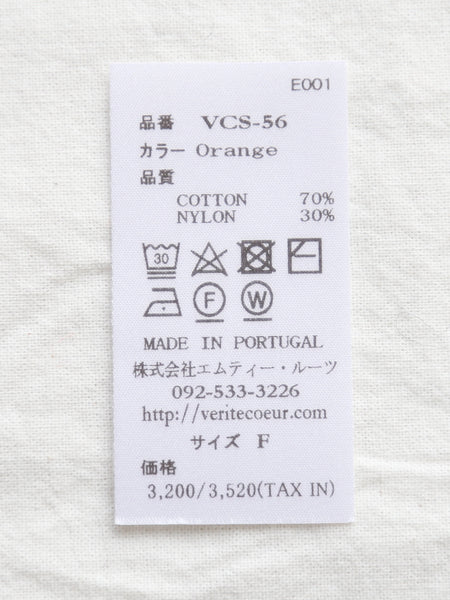 E001
品番 VCS-56
カラー Orange
品質
COTTON 70%
NYLON 30%
30
F W
MADE IN PORTUGAL
株式会社エムティー・ルーツ
092-533-3226
http://veritecoeur.com
サイズ F
価格
3,200/3,520(TAX IN)